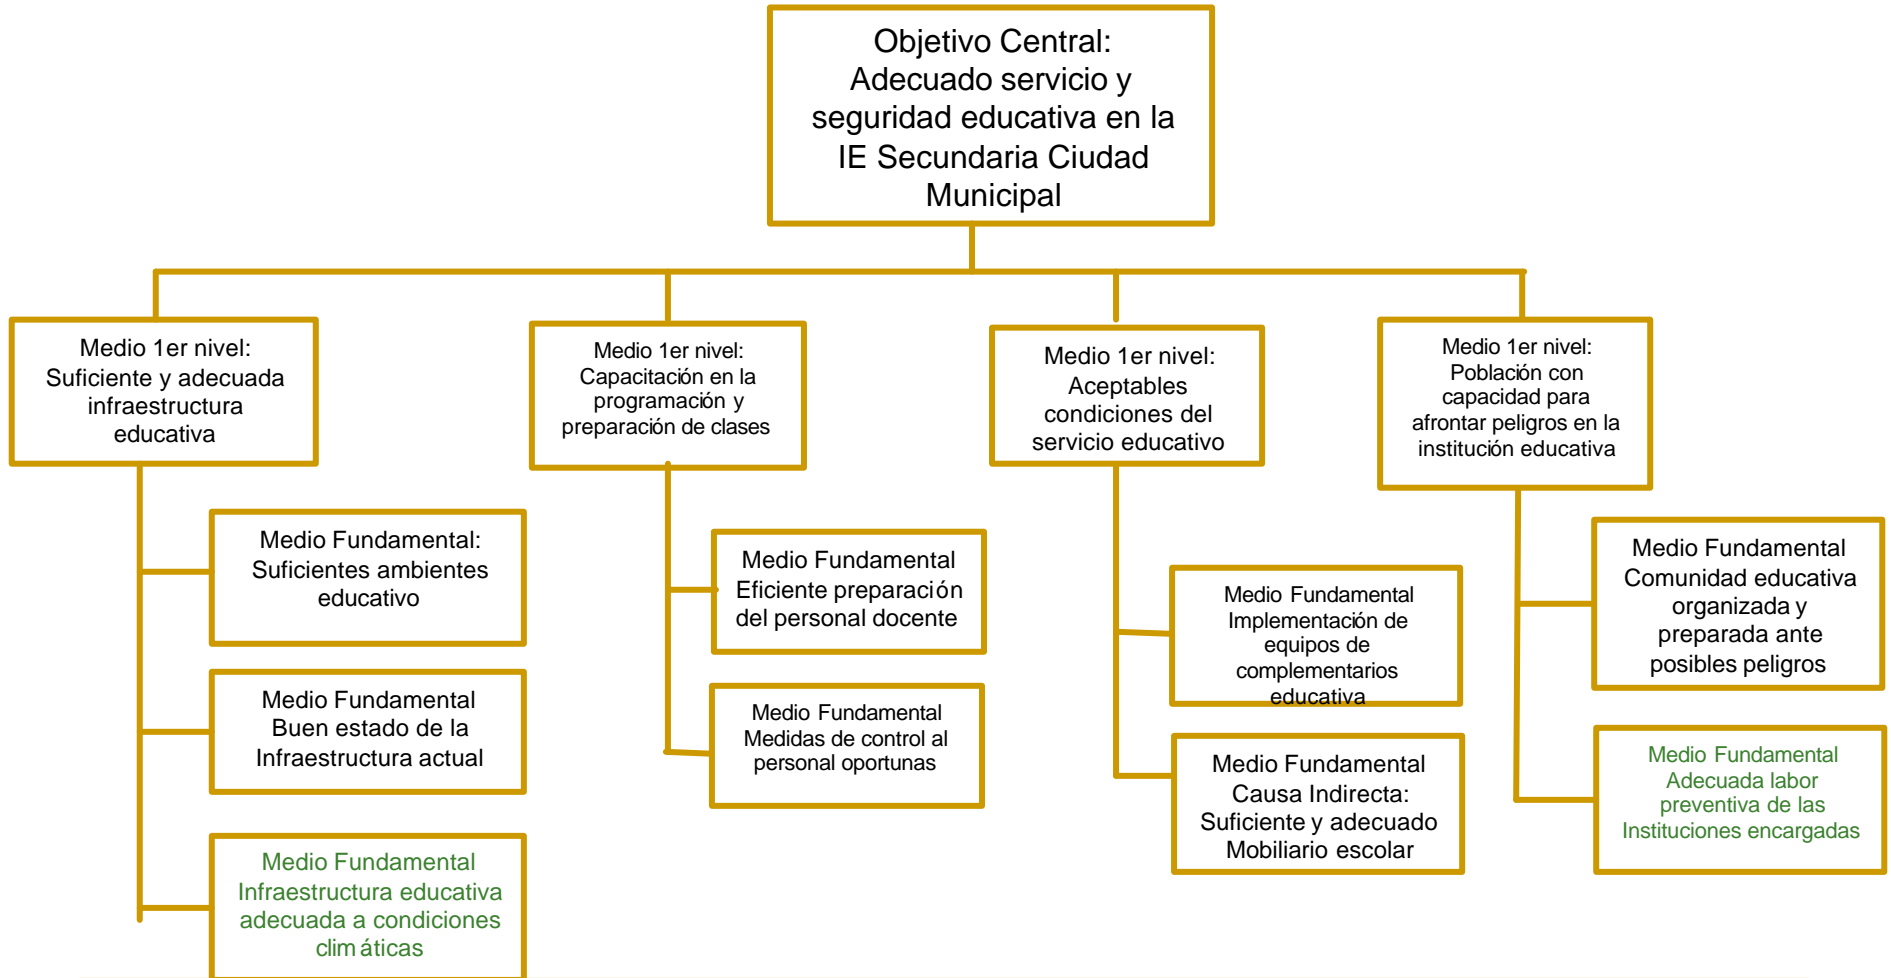 Objetivo Central:
Adecuado servicio y
seguridad educativa en la
IE Secundaria Ciudad
Municipal
Medio 1er nivel:
Suficiente y adecuada
infraestructura
educativa
Medio 1er nivel:
Capacitación en la
programación y
preparación de clases
Medio 1er nivel:
Aceptables
condiciones del
servicio educativo
Medio 1er nivel:
Población con
capacidad para
afrontar peligros en la
institución educativa
Medio Fundamental:
Suficientes ambientes
educativo
Medio Fundamental
Buen estado de la
Infraestructura actual
Medio Fundamental
Infraestructura educativa
adecuada a condiciones
clim áticas
Medio Fundamental
Eficiente preparación
del personal docente
Medio Fundamental
Medidas de control al
personal oportunas
Medio Fundamental
Implementación de
equipos de
complementarios
educativa
Medio Fundamental
Causa Indirecta:
Suficiente y adecuado
Mobiliario escolar
Medio Fundamental
Comunidad educativa
organizada y
preparada ante
posibles peligros
Medio Fundamental
Adecuada labor
preventiva de las
Instituciones encargadas